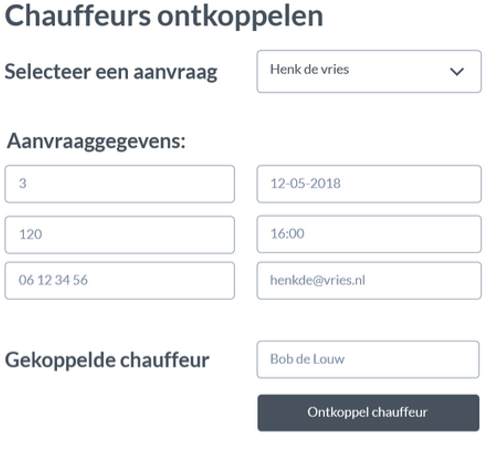 Chauffeurs ontkoppelen
Selecteer een aanvraag
Henk de vries
Aanvraaggegevens:
3
12-05-2018
120
16:00
06 12 34 56
henkde@vries.nl
Gekoppelde chauffeur
Bob de Louw
Ontkoppel chauffeur